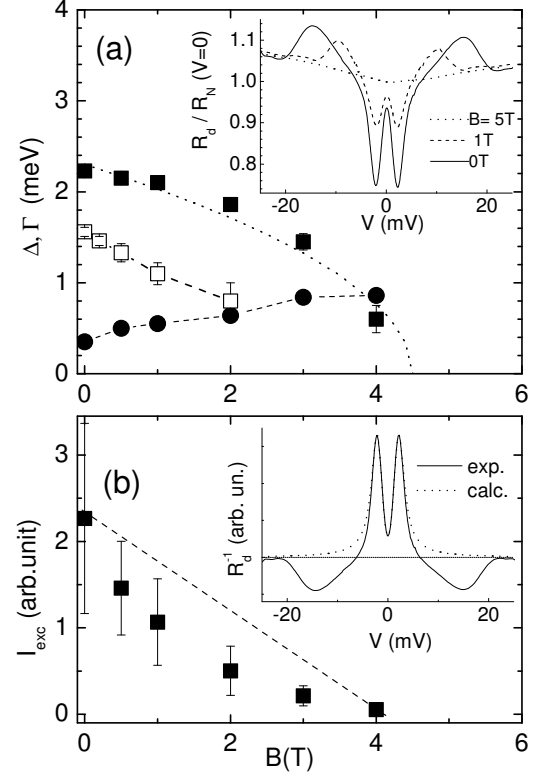 (a)
4
3
2
1
0
Δ, Γ (meV)
0 2 4 6
1.1
1.0
0.9
0.8
R_d / R_N (V=0)
B= 5T
1T
0T
-20 0 20
V (mV)
(b)
3
2
1
0
I_exc (arb.unit)
0 2 4 6
B(T)
R_d^-1 (arb. un.)
exp.
calc.
-20 0 20
V (mV)